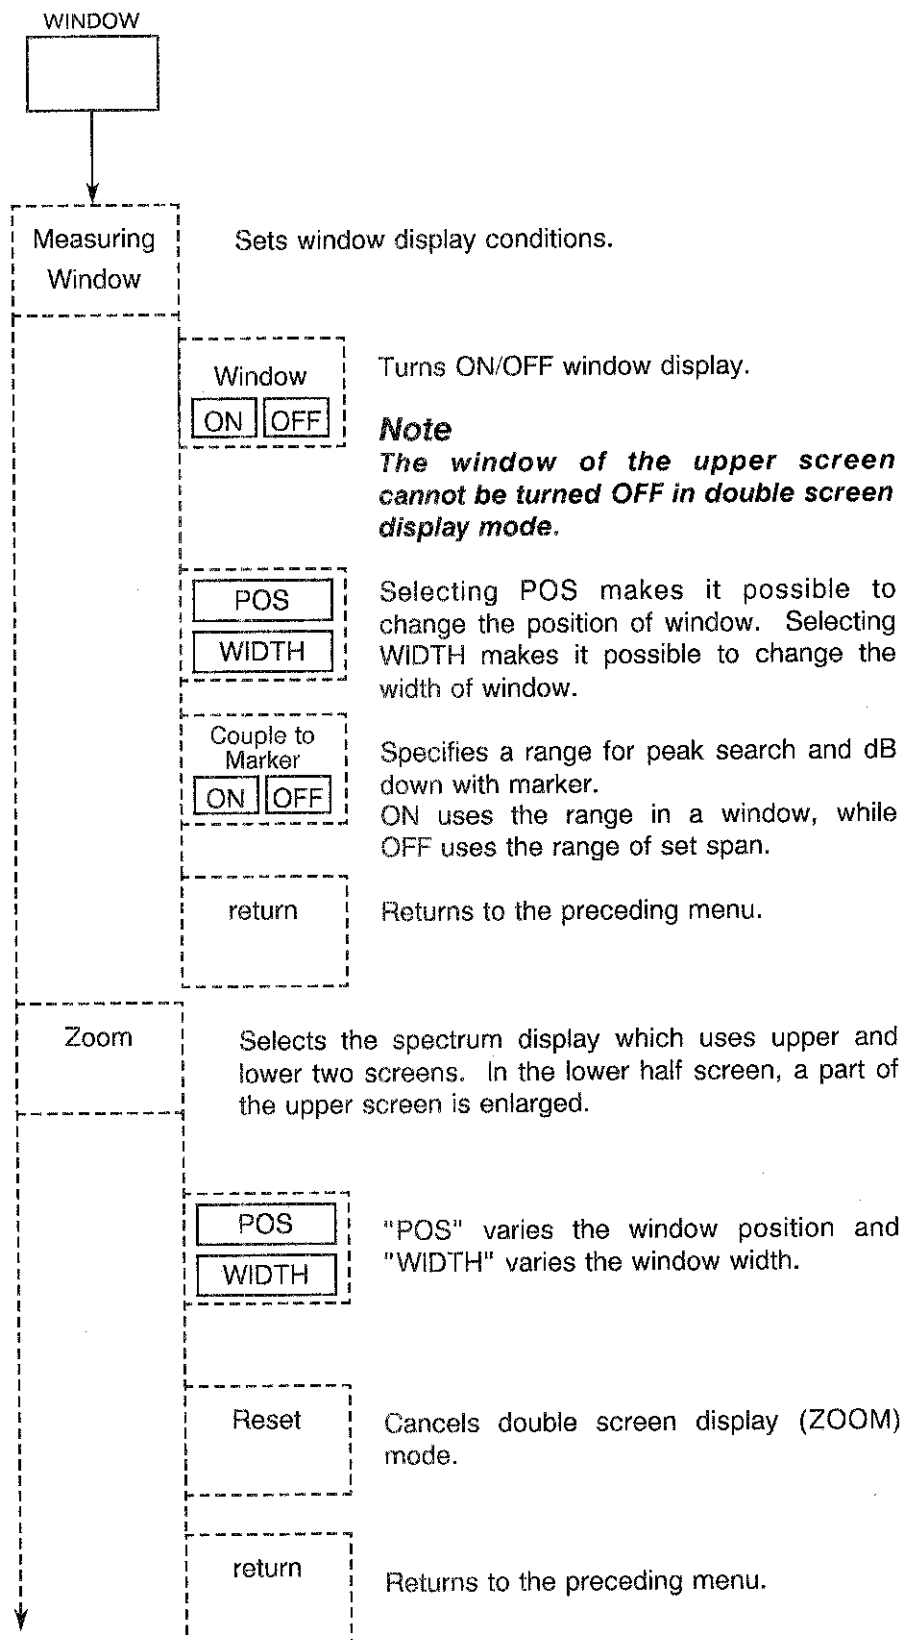 WINDOW
Measuring
Window
Sets window display conditions.
Window
ON OFF
Turns ON/OFF window display.
Note
The window of the upper screen
cannot be turned OFF in double screen
display mode.
POS
WIDTH
Selecting POS makes it possible to
change the position of window. Selecting
WIDTH makes it possible to change the
width of window.
Couple to
Marker
ON OFF
Specifies a range for peak search and dB
down with marker.
ON uses the range in a window, while
OFF uses the range of set span.
return
Returns to the preceding menu.
Zoom
Selects the spectrum display which uses upper and
lower two screens. In the lower half screen, a part of
the upper screen is enlarged.
POS
WIDTH
"POS" varies the window position and
"WIDTH" varies the window width.
Reset
Cancels double screen display (ZOOM)
mode.
return
Returns to the preceding menu.